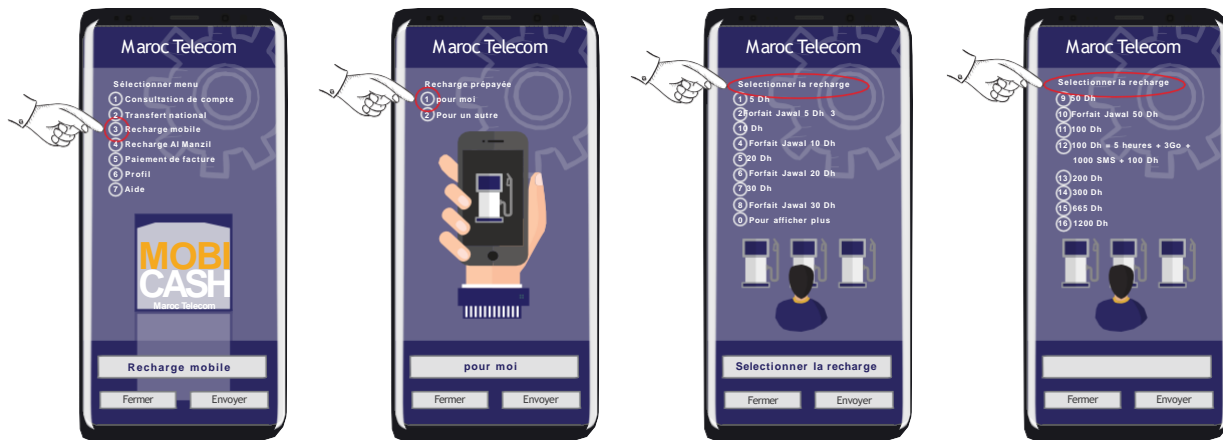 Maroc Telecom
Sélectionner menu
1 Consultation de compte
2 Transfert national
3 Recharge mobile
4 Recharge Al Manzil
5 Paiement de facture
6 Profil
7 Aide
MOBI
CASH
Maroc Telecom
Recharge mobile
Fermer Envoyer
Maroc Telecom
Recharge prépayée
1 pour moi
2 Pour un autre
pour moi
Fermer Envoyer
Maroc Telecom
Selectionner la recharge
1 5 Dh
2 Forfait Jawal 5 Dh 3
10 Dh
4 Forfait Jawal 10 Dh
5 20 Dh
6 Forfait Jawal 20 Dh
7 30 Dh
8 Forfait Jawal 30 Dh
0 Pour afficher plus
Selectionner la recharge
Fermer Envoyer
Maroc Telecom
Selectionner la recharge
9 50 Dh
10 Forfait Jawal 50 Dh
11 100 Dh
12 100 Dh = 5 heures + 3Go +
1000 SMS + 100 Dh
13 200 Dh
14 300 Dh
15 665 Dh
16 1200 Dh
Fermer Envoyer